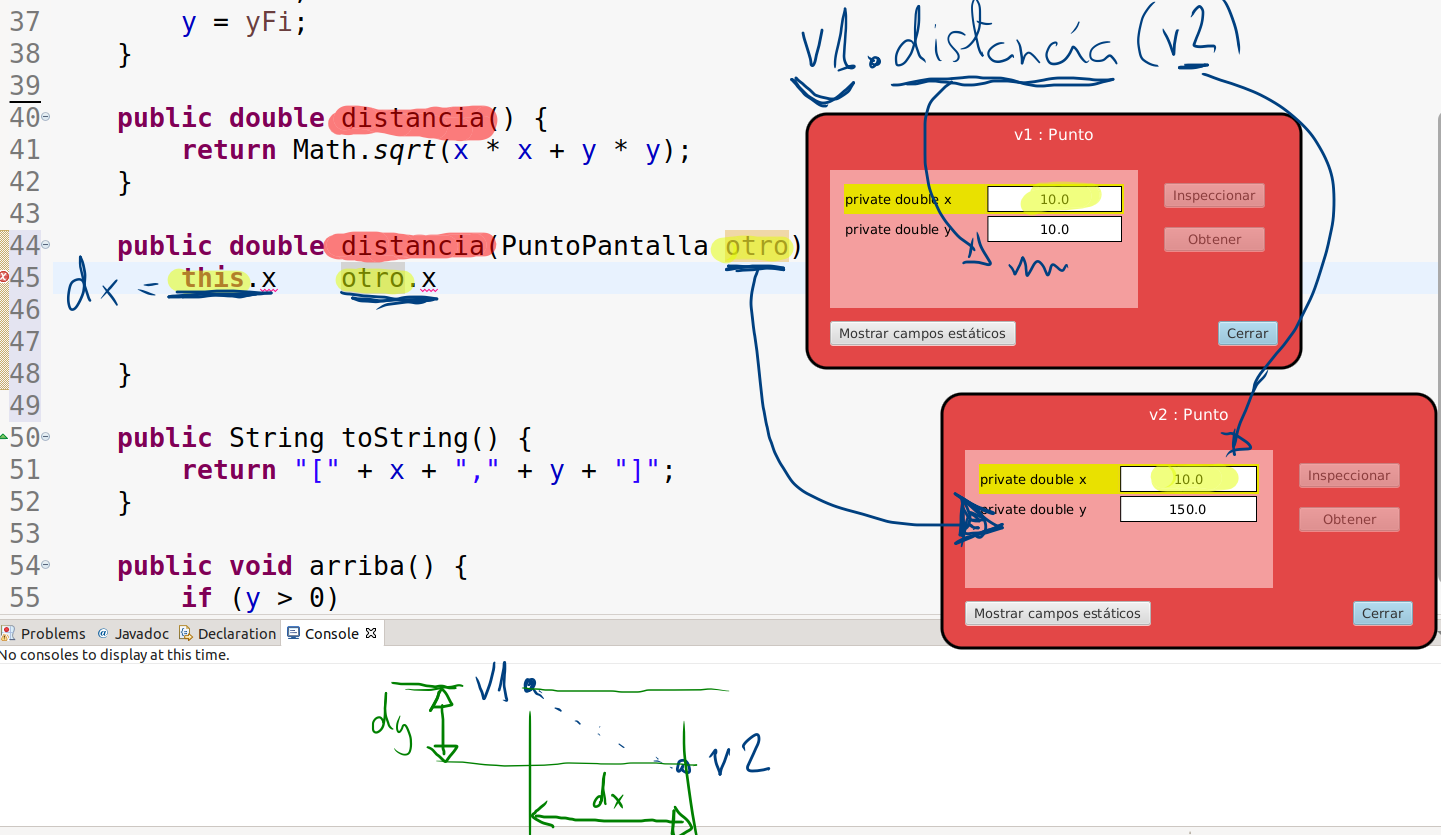 37 y = yFi;
38 }
39
v1.distancia(v2)
40 public double distancia() {
41 return Math.sqrt(x * x + y * y);
42 }
43
44 public double distancia(PuntoPantalla otro)
45 dx = this.x otro.x
46
47
48 }
49
50 public String toString() {
51 return "[" + x + "," + y + "]";
52 }
53
54 public void arriba() {
55 if (y > 0)
v1 : Punto
private double x 10.0 Inspeccionar
private double y 10.0 Obtener
Mostrar campos estáticos Cerrar
v2 : Punto
private double x 10.0 Inspeccionar
private double y 150.0 Obtener
Mostrar campos estáticos Cerrar
Problems @ Javadoc Declaration Console
No consoles to display at this time.
v1
dy
v2
dx